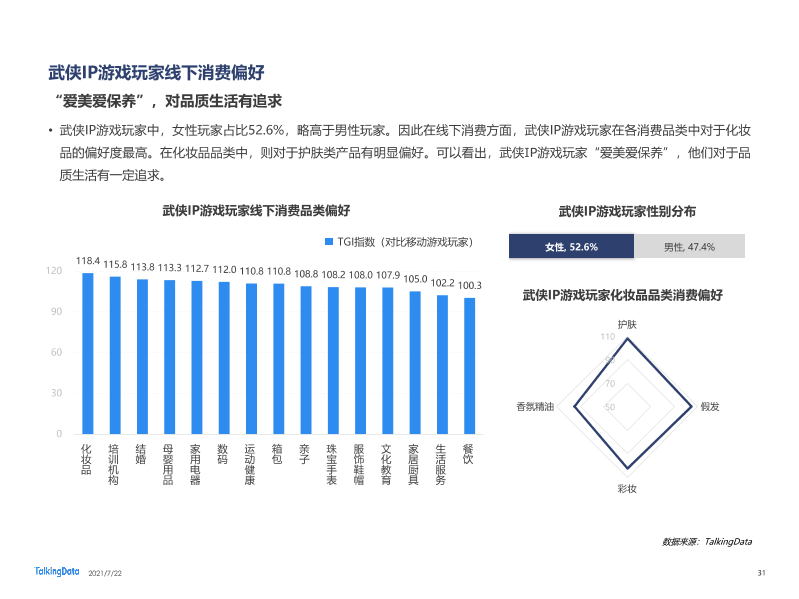 武侠IP游戏玩家线下消费偏好
“爱美爱保养”，对品质生活有追求
• 武侠IP游戏玩家中，女性玩家占比52.6%，略高于男性玩家。因此在线下消费方面，武侠IP游戏玩家在各消费品类中对于化妆
品的偏好度最高。在化妆品品类中，则对于护肤类产品有明显偏好。可以看出，武侠IP游戏玩家“爱美爱保养”，他们对于品
质生活有一定追求。
武侠IP游戏玩家线下消费品类偏好
TGI指数（对比移动游戏玩家）
118.4 115.8 113.8 113.3 112.7 112.0 110.8 110.8 108.8 108.2 108.0 107.9 105.0 102.2 100.3
120
90
60
30
0
化妆品
培训机构
结婚
母婴用品
家用电器
数码
运动健康
箱包
亲子
珠宝手表
服饰鞋帽
文化教育
家居厨具
生活服务
餐饮
武侠IP游戏玩家性别分布
女性, 52.6% 男性, 47.4%
武侠IP游戏玩家化妆品品类消费偏好
护肤
110
90
70
50
香氛精油
假发
彩妆
数据来源：TalkingData
TalkingData 2021/7/22
31